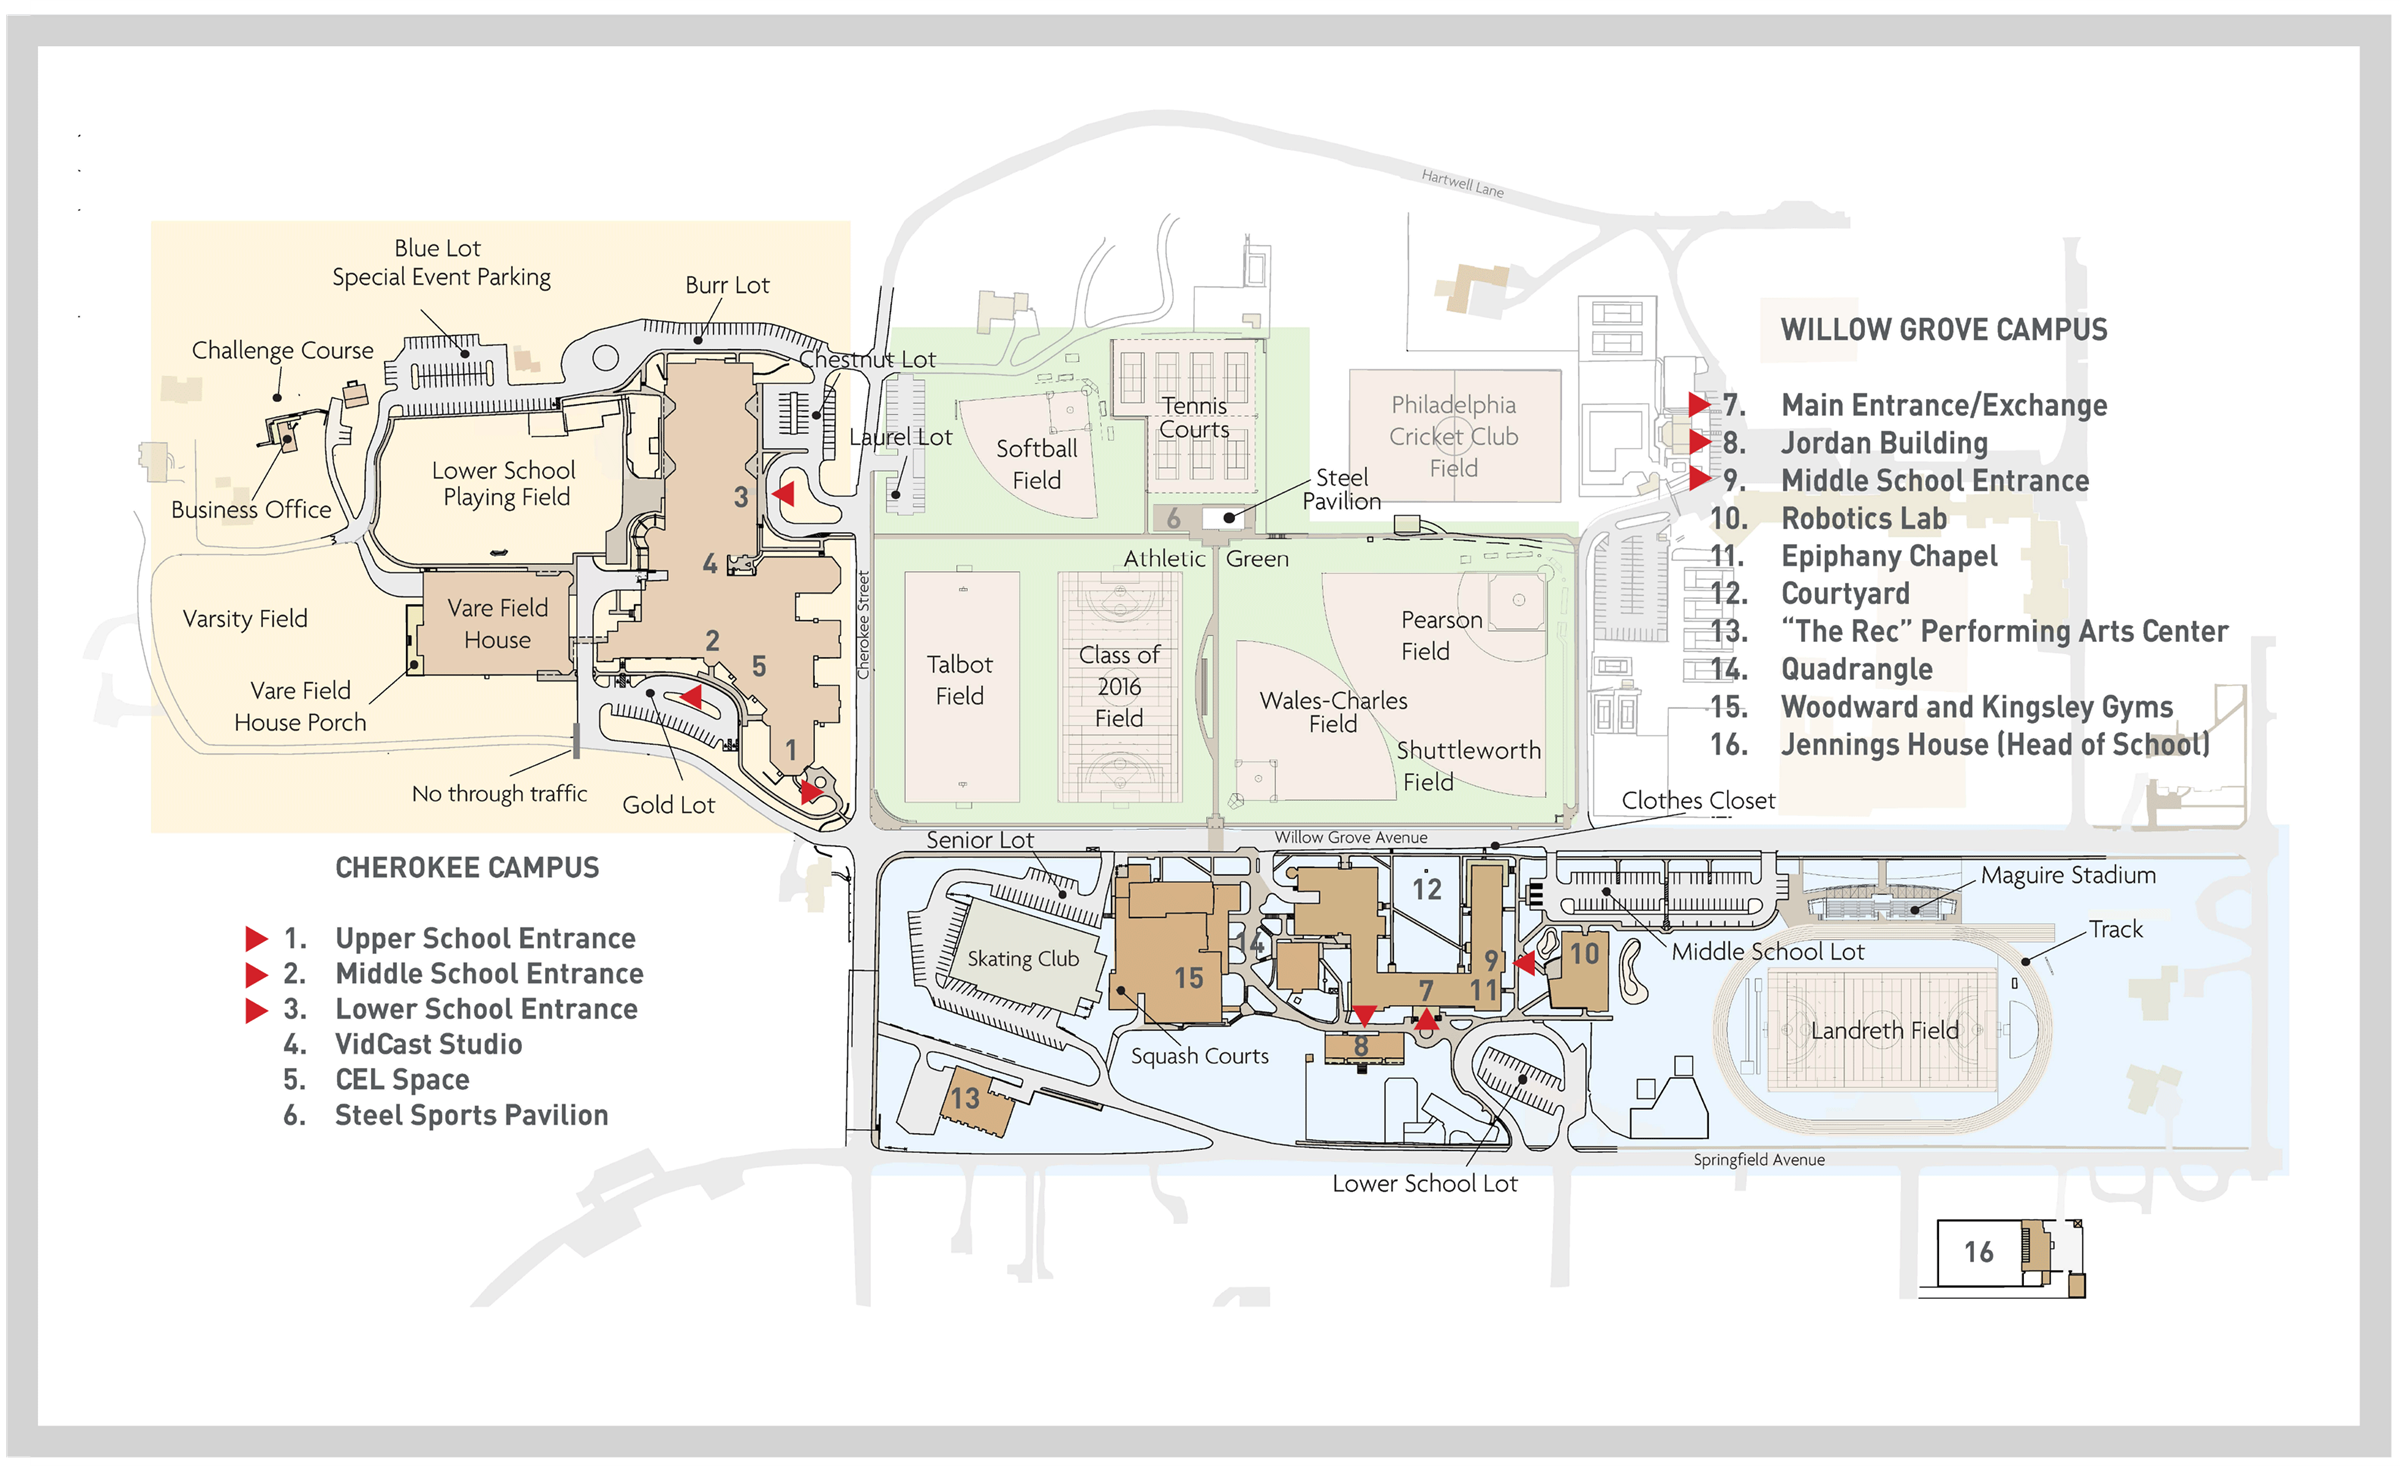 Hartwell Lane
Blue Lot
Special Event Parking
Burr Lot
Challenge Course
Chestnut Lot
Laurel Lot
Business Office
Lower School
Playing Field
3
4
Varsity Field
Vare Field
House
2
5
Vare Field
House Porch
1
No through traffic
Gold Lot
Cherokee Street
Softball
Field
Tennis
Courts
Philadelphia
Cricket Club
Field
Steel
Pavilion
6
Athletic Green
Talbot
Field
Class of
2016
Field
Pearson
Field
Wales-Charles
Field
Shuttleworth
Field
WILLOW GROVE CAMPUS
7. Main Entrance/Exchange
8. Jordan Building
9. Middle School Entrance
10. Robotics Lab
11. Epiphany Chapel
12. Courtyard
13. “The Rec” Performing Arts Center
14. Quadrangle
15. Woodward and Kingsley Gyms
16. Jennings House (Head of School)
Clothes Closet
Willow Grove Avenue
CHEROKEE CAMPUS
1. Upper School Entrance
2. Middle School Entrance
3. Lower School Entrance
4. VidCast Studio
5. CEL Space
6. Steel Sports Pavilion
Senior Lot
Skating Club
15
14
12
9
10
7
11
8
Squash Courts
13
Maguire Stadium
Track
Middle School Lot
Landreth Field
Springfield Avenue
Lower School Lot
16